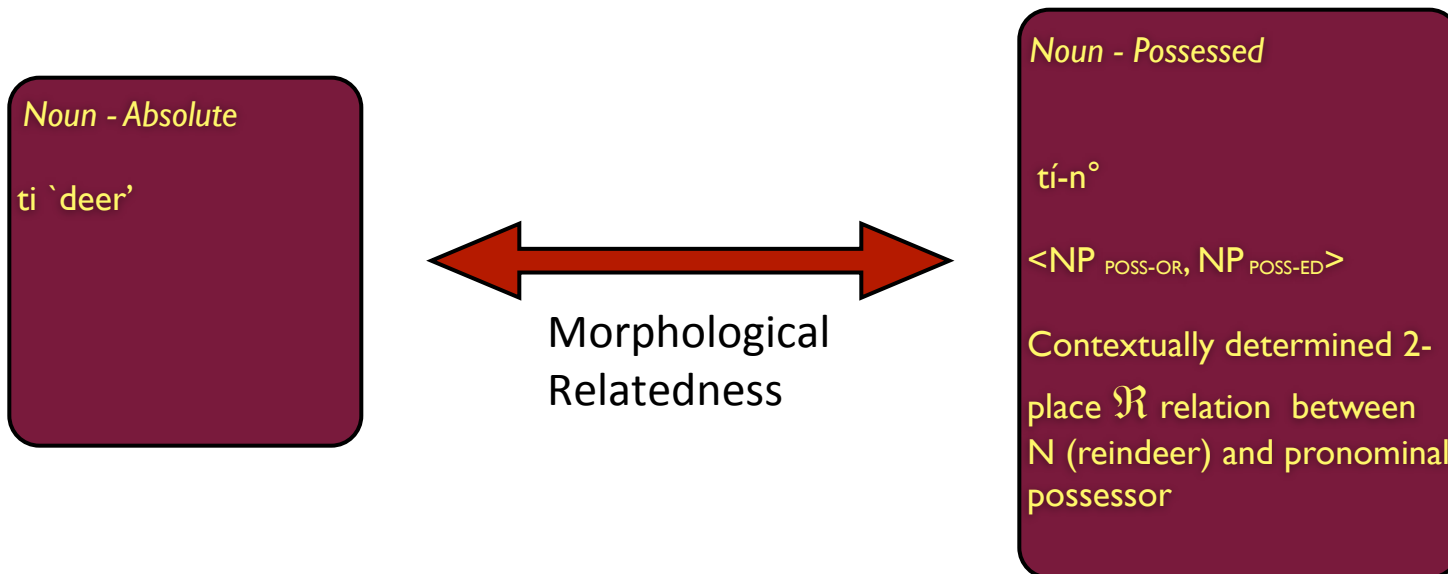 Noun - Absolute
ti `deer’
Morphological
Relatedness
Noun - Possessed
tí-n°
<NP POSS-OR, NP POSS-ED>
Contextually determined 2-
place ℜ relation between
N (reindeer) and pronominal
possessor